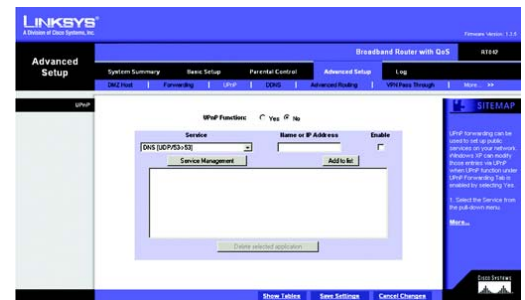 LINKSYS®
A Division of Cisco Systems, Inc.
Firmware Version: 1.3.8
Broadband Router with QoS
Advanced Setup
System Summary
Basic Setup
Parental Control
Advanced Setup
Log
DMZ Host
Forwarding
UPnP
DDNS
Advanced Routing
VPN Pass Through
More... >>
UPnP
SITEMAP
UPnP Function: Yes No
Service
Name or IP Address
Enable
DNS [UDP/53->53]
Service Management
Add to list
Delete selected application
UPnP forwarding can be
used to set up public
services on your network.
Windows XP can modify
those entries via UPnP
when UPnP function under
UPnP Forwarding Tab is
enabled by selecting Yes.
1. Select the Service from
the pull-down menu.
More...
Show Tables
Save Settings
Cancel Changes
CISCO SYSTEMS